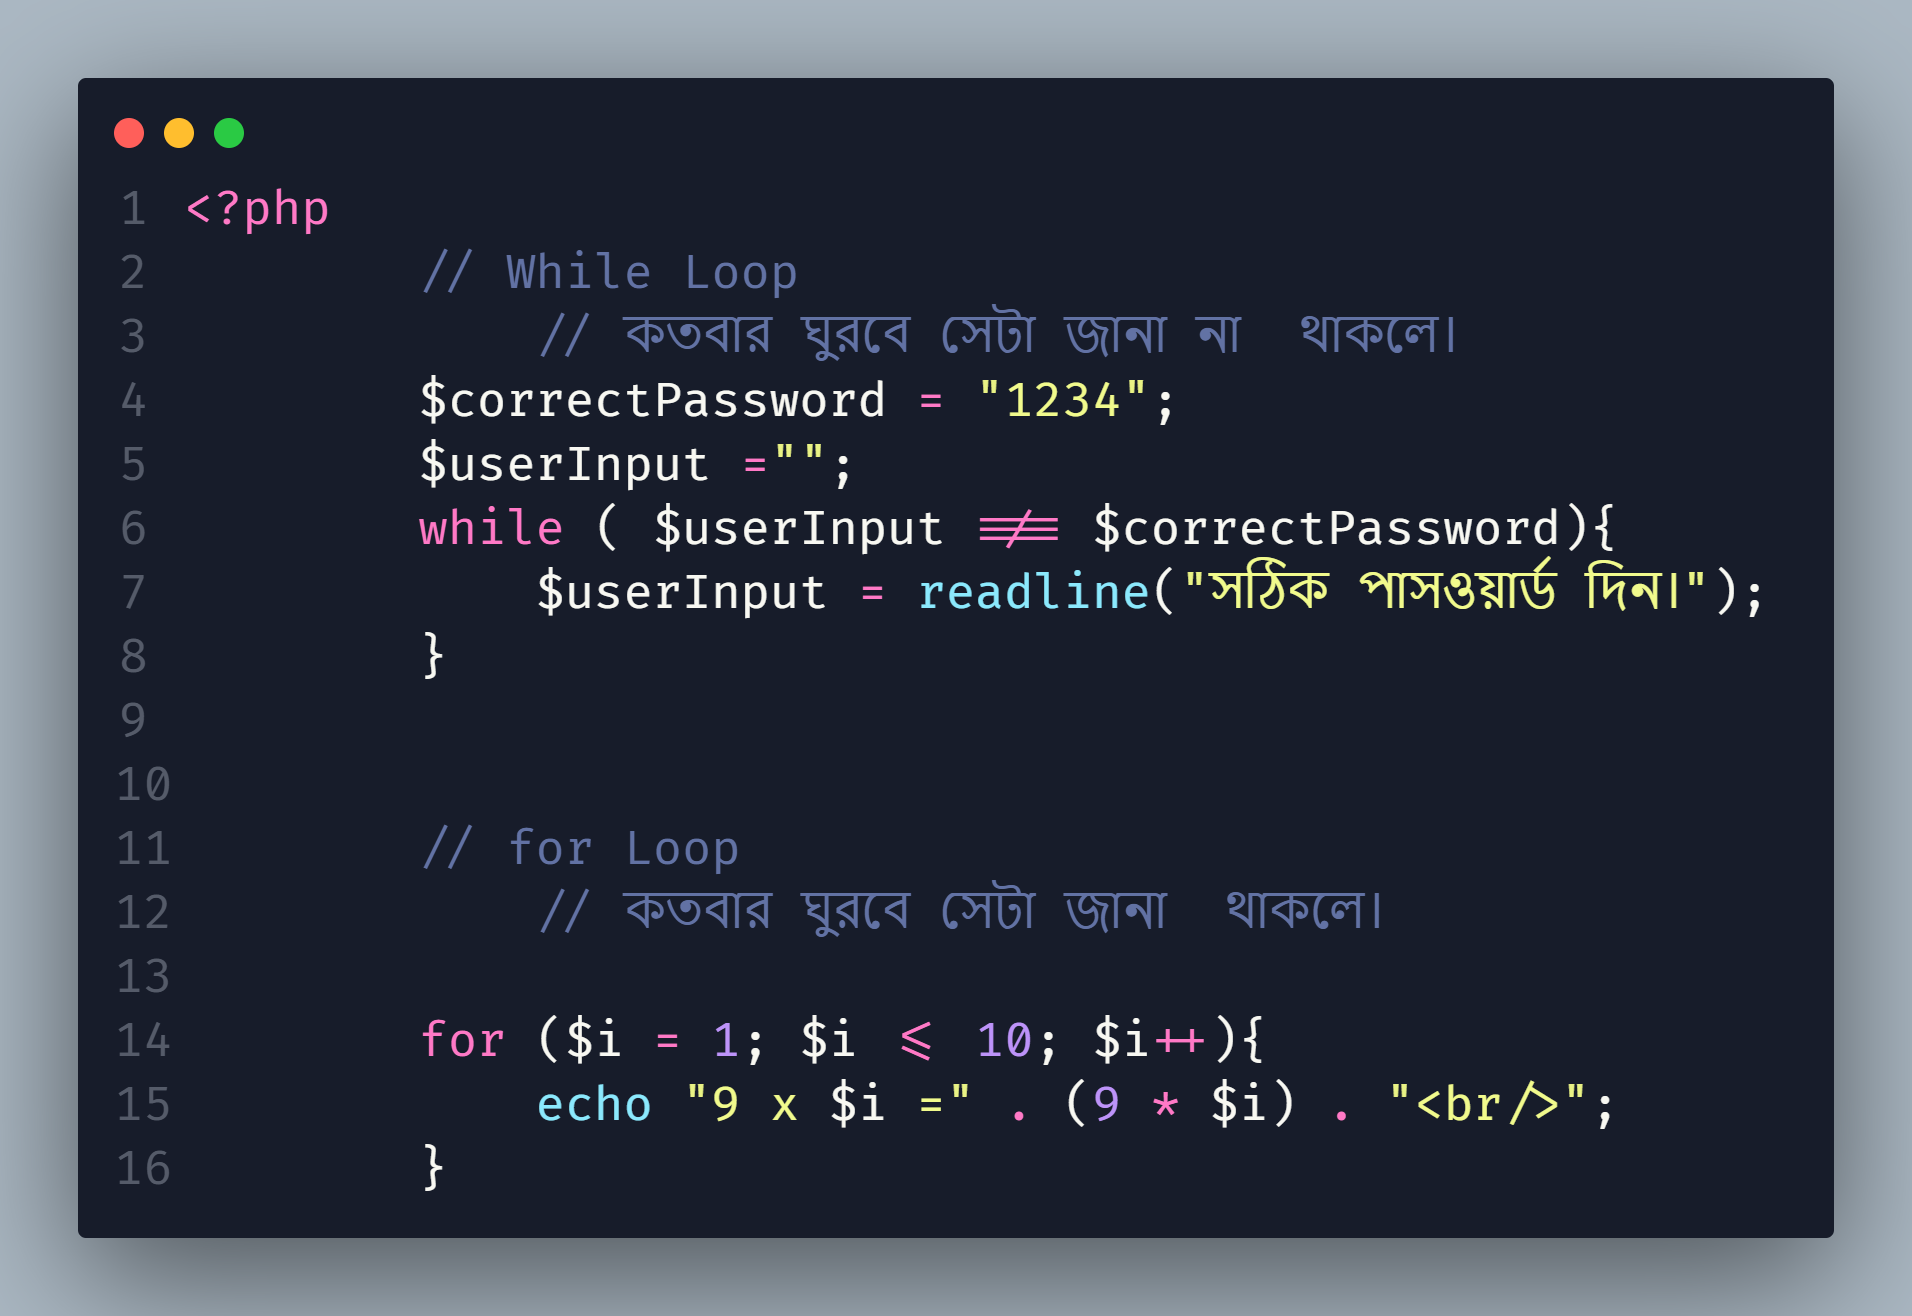 1 <?php
2 // While Loop
3 // কতবার ঘুরবে সেটা জানা না  থাকলে।
4 $correctPassword = "1234";
5 $userInput ="";
6 while ( $userInput !== $correctPassword){
7 $userInput = readline("সঠিক পাসওয়ার্ড দিন।");
8 }
9
10
11 // for Loop
12 // কতবার ঘুরবে সেটা জানা  থাকলে।
13
14 for ($i = 1; $i <= 10; $i++){
15 echo "9 x $i =" . (9 * $i) . "<br/>";
16 }